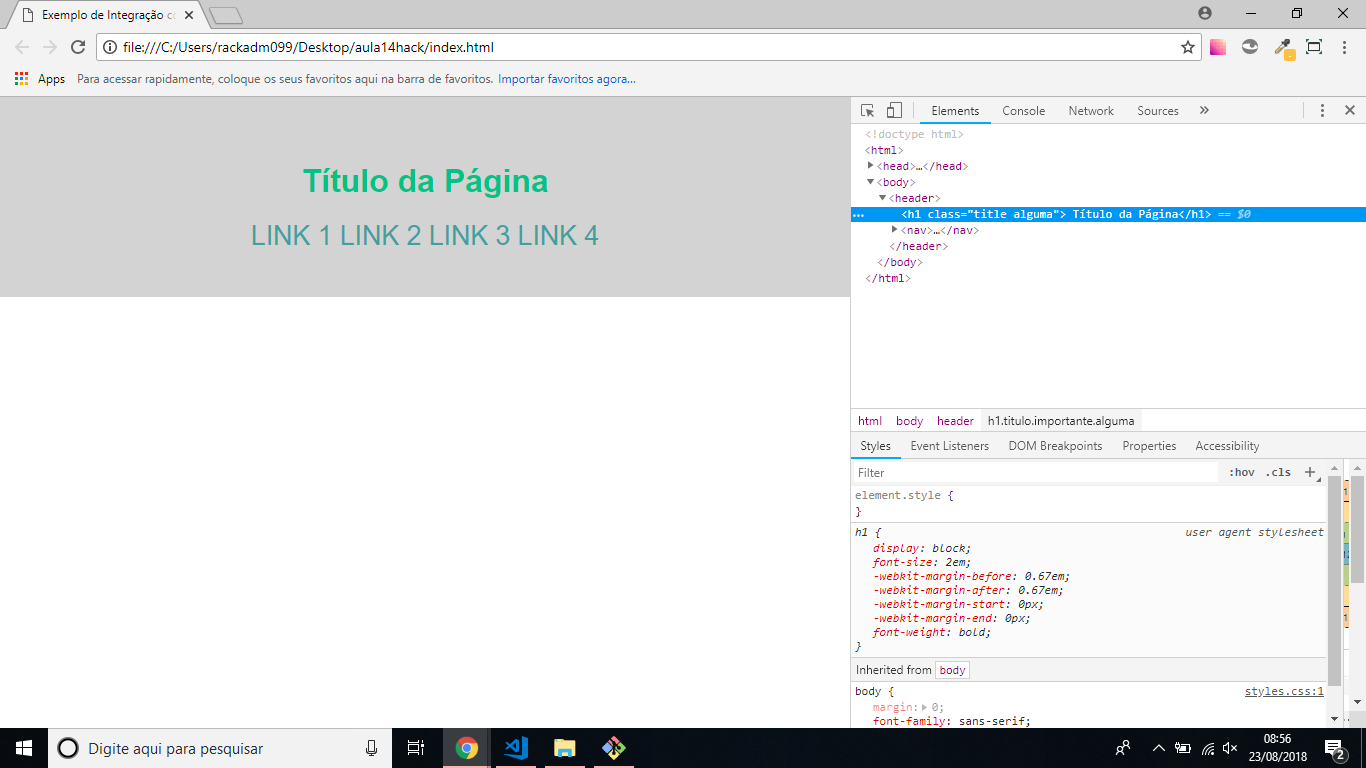 Exemplo de Integração co
file:///C:/Users/rackadm099/Desktop/aula14hack/index.html
Apps Para acessar rapidamente, coloque os seus favoritos aqui na barra de favoritos. Importar favoritos agora...
Título da Página
LINK 1 LINK 2 LINK 3 LINK 4
Elements Console Network Sources »
<!doctype html>
<html>
<head>…</head>
<body>
<header>
… <h1 class="title alguma"> Título da Página</h1> == $0
<nav>…</nav>
</header>
</body>
</html>
html body header h1.titulo.importante.alguma
Styles Event Listeners DOM Breakpoints Properties Accessibility
Filter :hov .cls +
element.style {
}
h1 { user agent stylesheet
display: block;
font-size: 2em;
-webkit-margin-before: 0.67em;
-webkit-margin-after: 0.67em;
-webkit-margin-start: 0px;
-webkit-margin-end: 0px;
font-weight: bold;
}
Inherited from body
body { styles.css:1
margin: 0;
font-family: sans-serif;
Digite aqui para pesquisar
08:56
23/08/2018
2